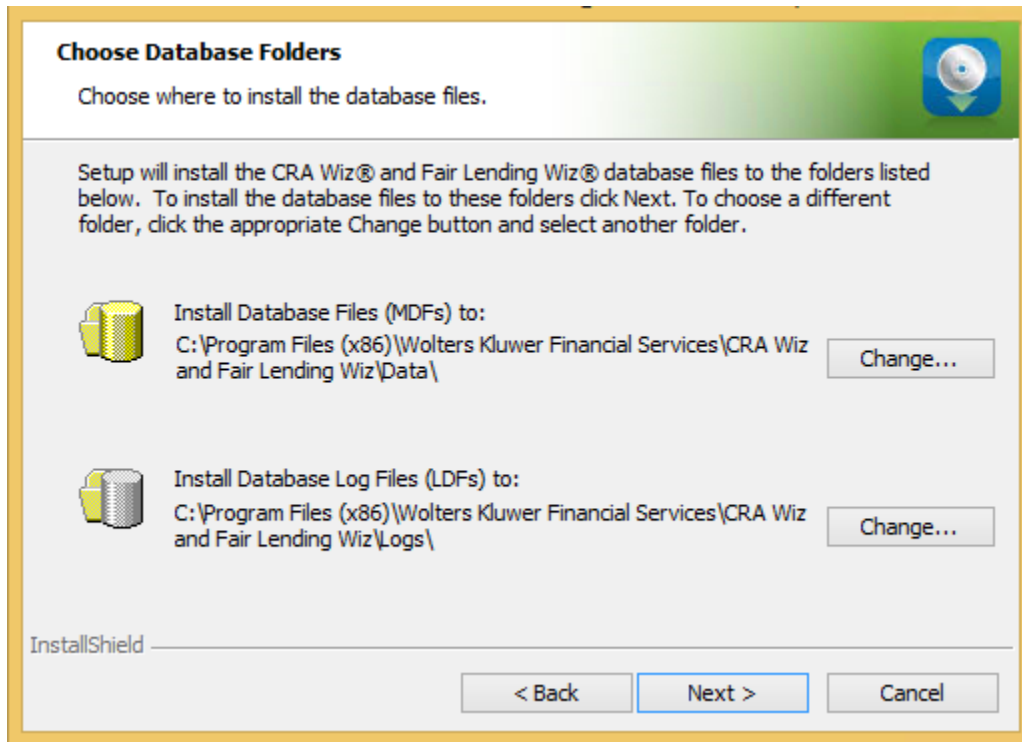 Choose Database Folders
Choose where to install the database files.
Setup will install the CRA Wiz® and Fair Lending Wiz® database files to the folders listed
below.  To install the database files to these folders click Next. To choose a different
folder, click the appropriate Change button and select another folder.
Install Database Files (MDFs) to:
C:\Program Files (x86)\Wolters Kluwer Financial Services\CRA Wiz
and Fair Lending Wiz\Data\
Change...
Install Database Log Files (LDFs) to:
C:\Program Files (x86)\Wolters Kluwer Financial Services\CRA Wiz
and Fair Lending Wiz\Logs\
Change...
InstallShield
< Back Next > Cancel